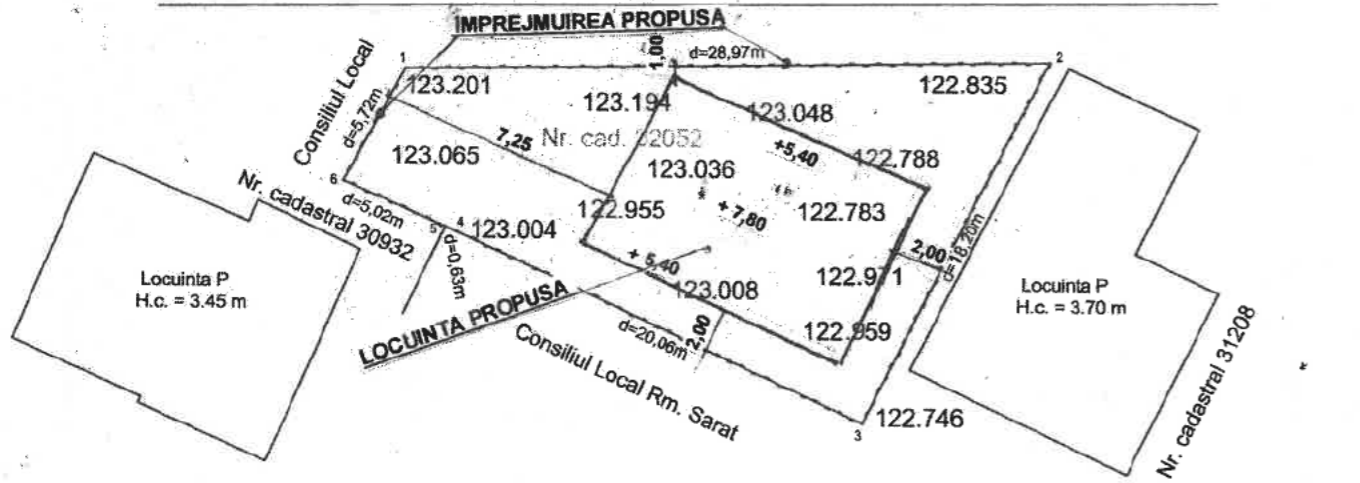 IMPREJMUIREA PROPUSA
1
1,00
d=28,97m
2
123.201
123.194
123.048
122.835
Consiliul Local
d=5,72m
7,25
Nr. cad. 22052
+5,40
122.788
123.065
123.036
6
Nr. cadastral 30932
d=5,02m
122.955
+ 7,80
122.783
5
4
123.004
d=0,63m
2,00
d=18,20m
Locuinta P
H.c. = 3.45 m
+ 5,40
123.008
122.971
Locuinta P
H.c. = 3.70 m
LOCUINTA PROPUSA
d=20,06m
2,00
122.959
Consiliul Local Rm. Sarat
3
122.746
Nr. cadastral 31208